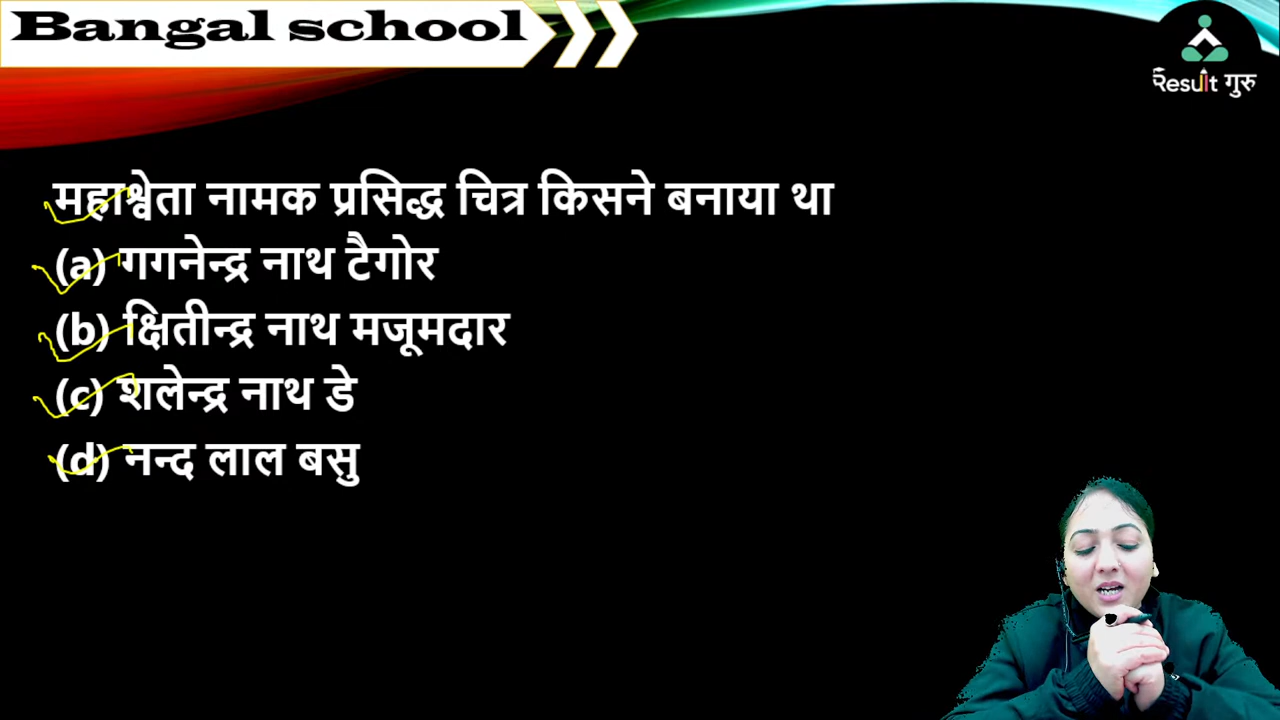 Bangal school
Result गुरु
महाश्वेता नामक प्रसिद्ध चित्र किसने बनाया था
(a) गगनेन्द्र नाथ टैगोर
(b) क्षितीन्द्र नाथ मजूमदार
(c) शलेन्द्र नाथ डे
(d) नन्द लाल बसु